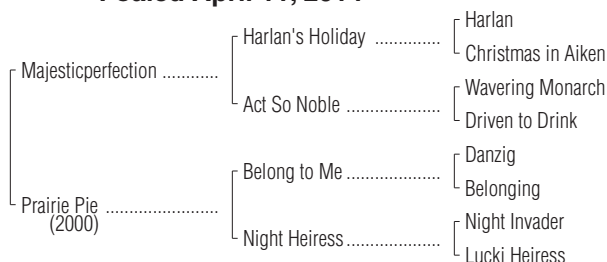 Harlan
Harlan's Holiday ..............
Christmas in Aiken
Majesticperfection ............
Wavering Monarch
Act So Noble ....................
Driven to Drink
Danzig
Belong to Me ....................
Belonging
Prairie Pie ........................
(2000)
Night Invader
Night Heiress....................
Lucki Heiress